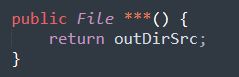 public File ***() {
    return outDirSrc;
}